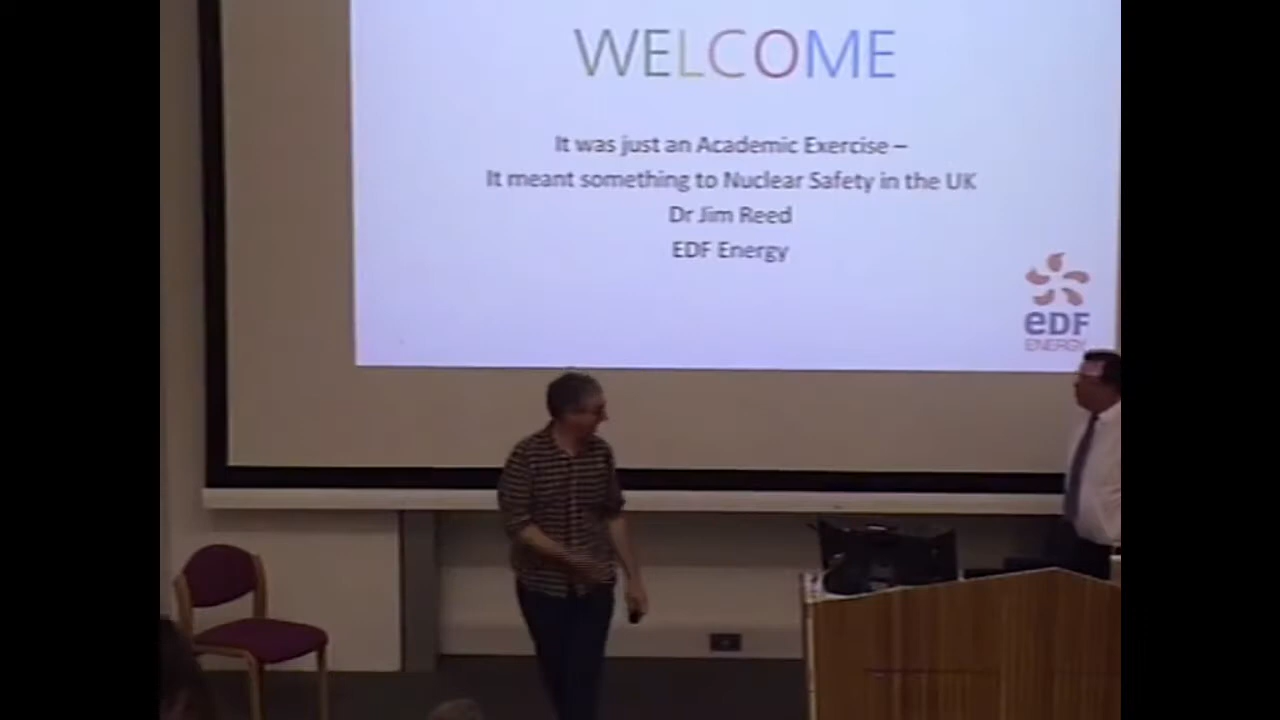 WELCOME
It was just an Academic Exercise –
It meant something to Nuclear Safety in the UK
Dr Jim Reed
EDF Energy
eDF
ENERGY